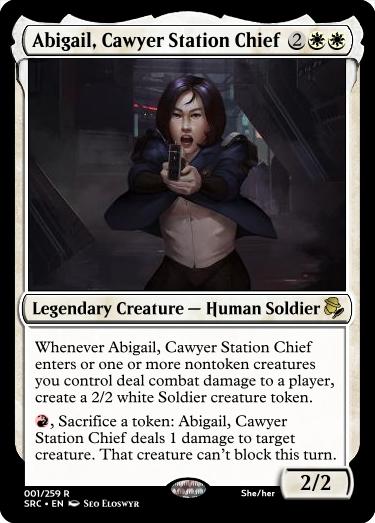 Abigail, Cawyer Station Chief 2
Legendary Creature — Human Soldier
Whenever Abigail, Cawyer Station Chief
enters or one or more nontoken creatures
you control deal combat damage to a player,
create a 2/2 white Soldier creature token.
, Sacrifice a token: Abigail, Cawyer
Station Chief deals 1 damage to target
creature. That creature can't block this turn.
2/2
001/259 R
SRC • EN Seo Eloswyr
She/her